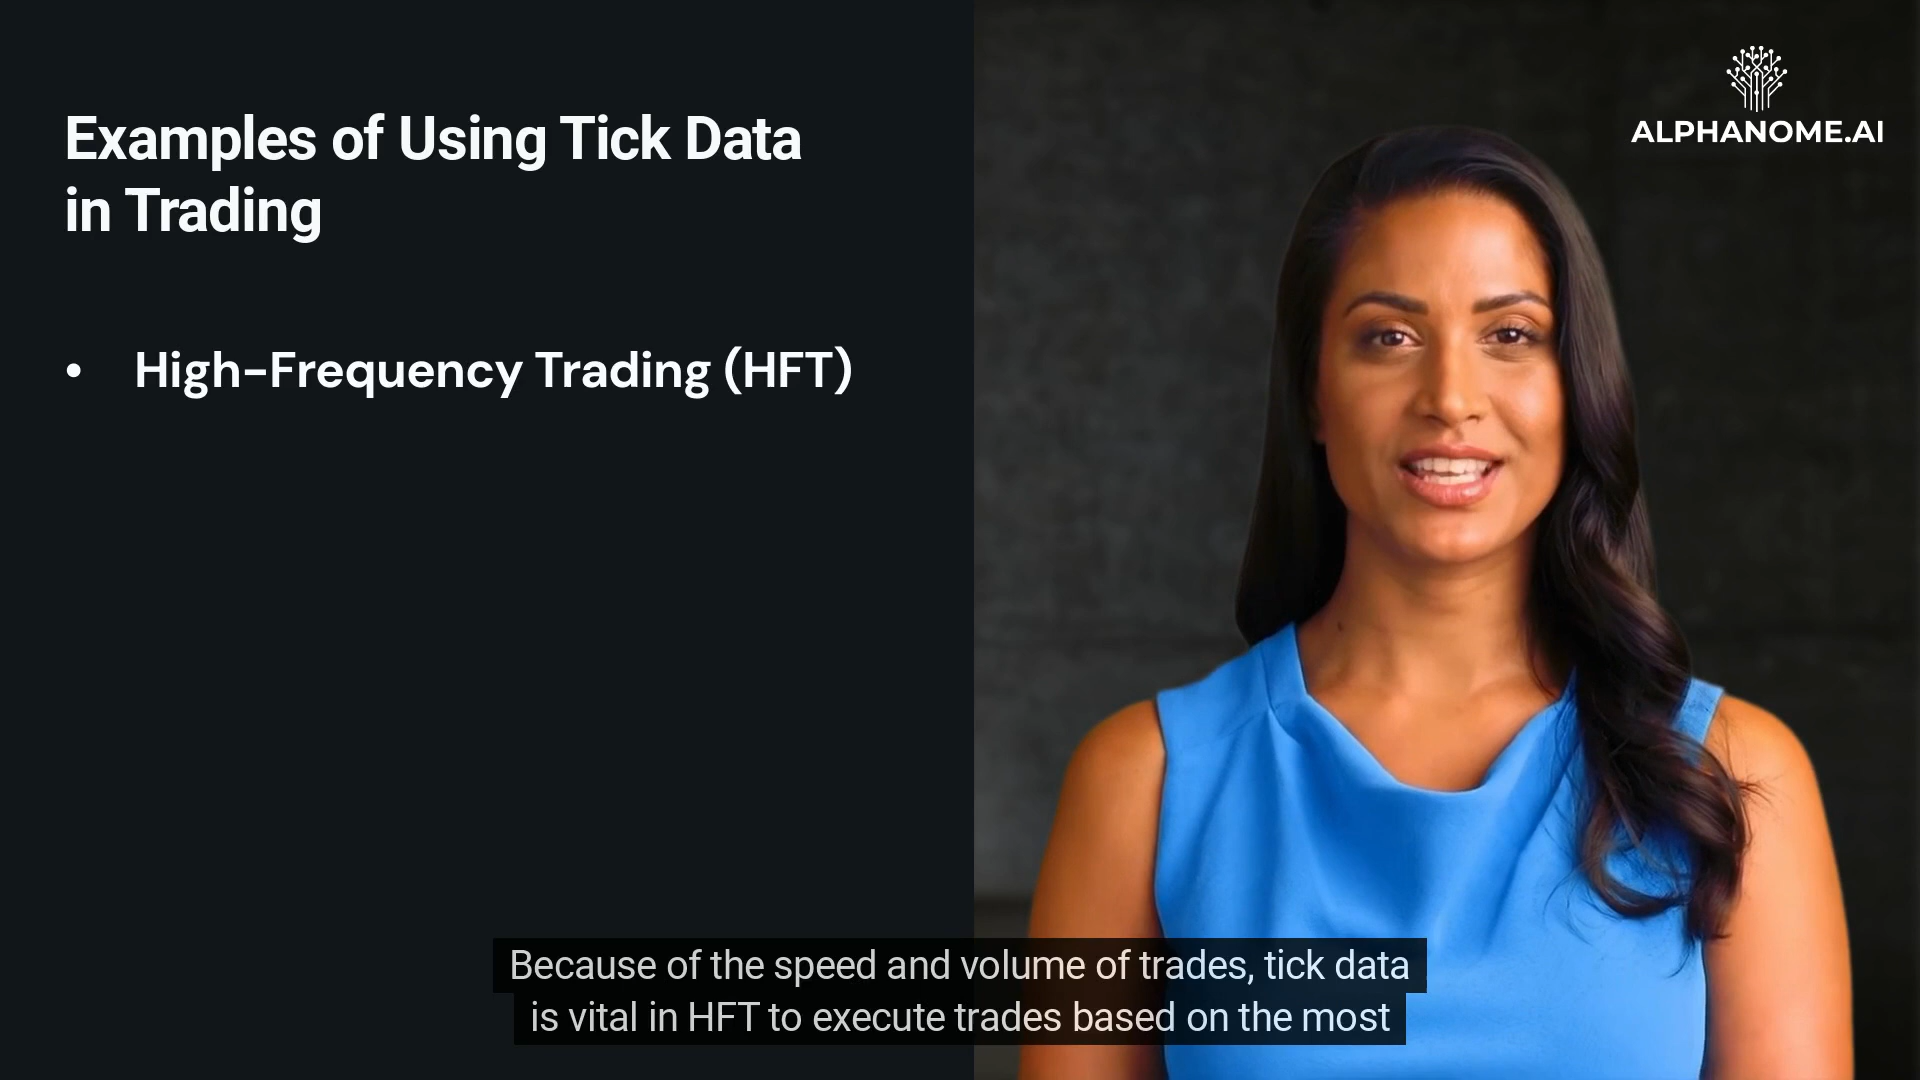 Examples of Using Tick Data
in Trading
• High-Frequency Trading (HFT)
ALPHANOME.AI
Because of the speed and volume of trades, tick data
is vital in HFT to execute trades based on the most